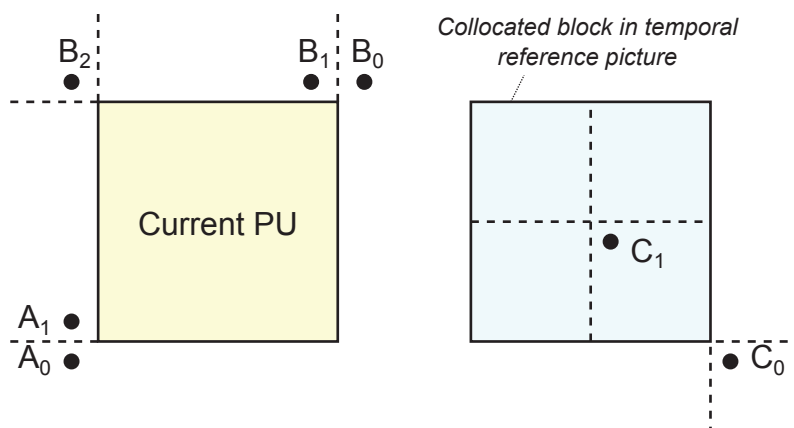 B₂
B₁
B₀
Collocated block in temporal
reference picture
Current PU
C₁
A₁
A₀
C₀